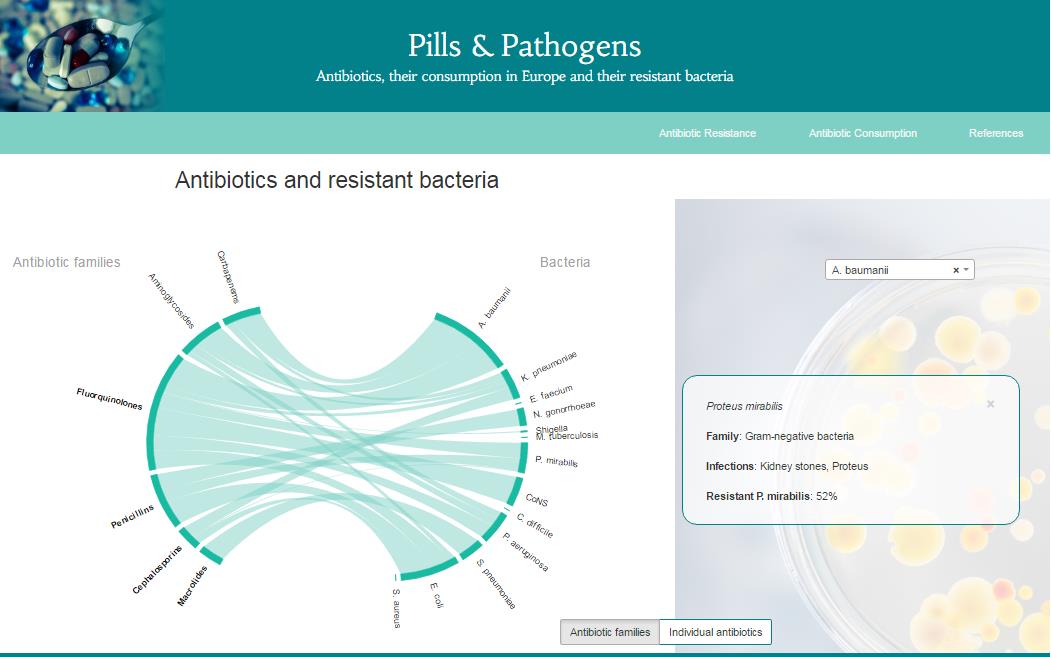 Pills & Pathogens
Antibiotics, their consumption in Europe and their resistant bacteria
Antibiotic Resistance
Antibiotic Consumption
References
Antibiotics and resistant bacteria
Antibiotic families
Bacteria
Carbapenems
Aminoglycosides
Fluorquinolones
Penicillins
Cephalosporins
Macrolides
A. baumanii
K. pneumoniae
E. faecium
N. gonorrhoeae
Shigella
M. tuberculosis
P. mirabilis
CoNS
C. difficile
P. aeruginosa
S. pneumoniae
E. coli
S. aureus
A. baumanii × 
Proteus mirabilis ×
Family: Gram-negative bacteria
Infections: Kidney stones, Proteus
Resistant P. mirabilis: 52%
Antibiotic families
Individual antibiotics